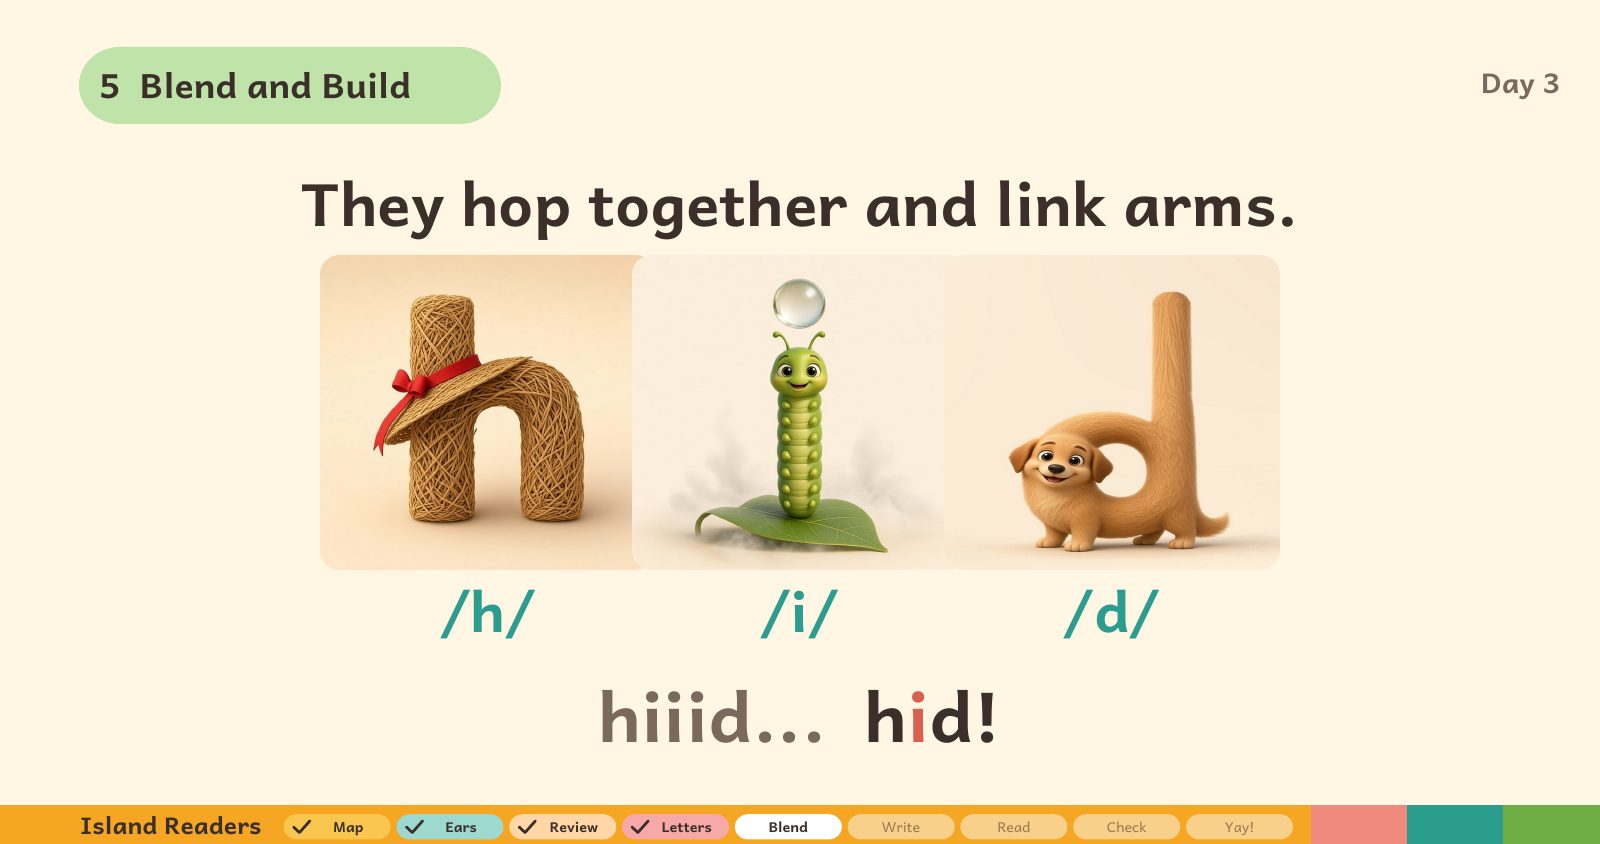 5 Blend and Build
Day 3
They hop together and link arms.
/h/ /i/ /d/
hiiid... hid!
Island Readers Map Ears Review Letters Blend Write Read Check Yay!